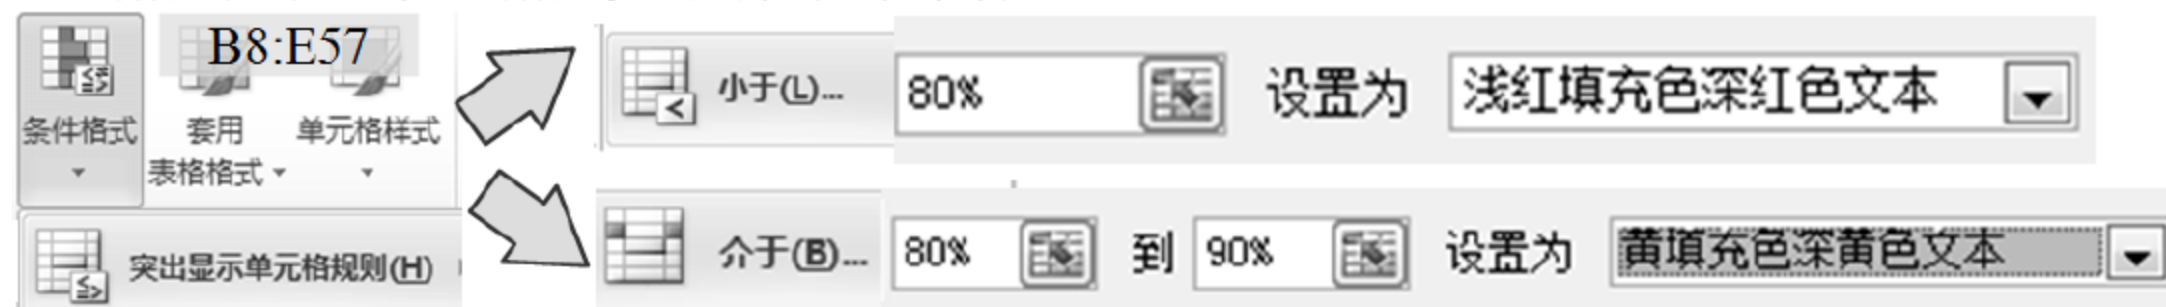 B8:E57
条件格式
套用
表格格式
单元格样式
突出显示单元格规则(H)
小于(L)...
80%
设置为
浅红填充色深红色文本
介于(B)...
80%
到
90%
设置为
黄填充色深黄色文本